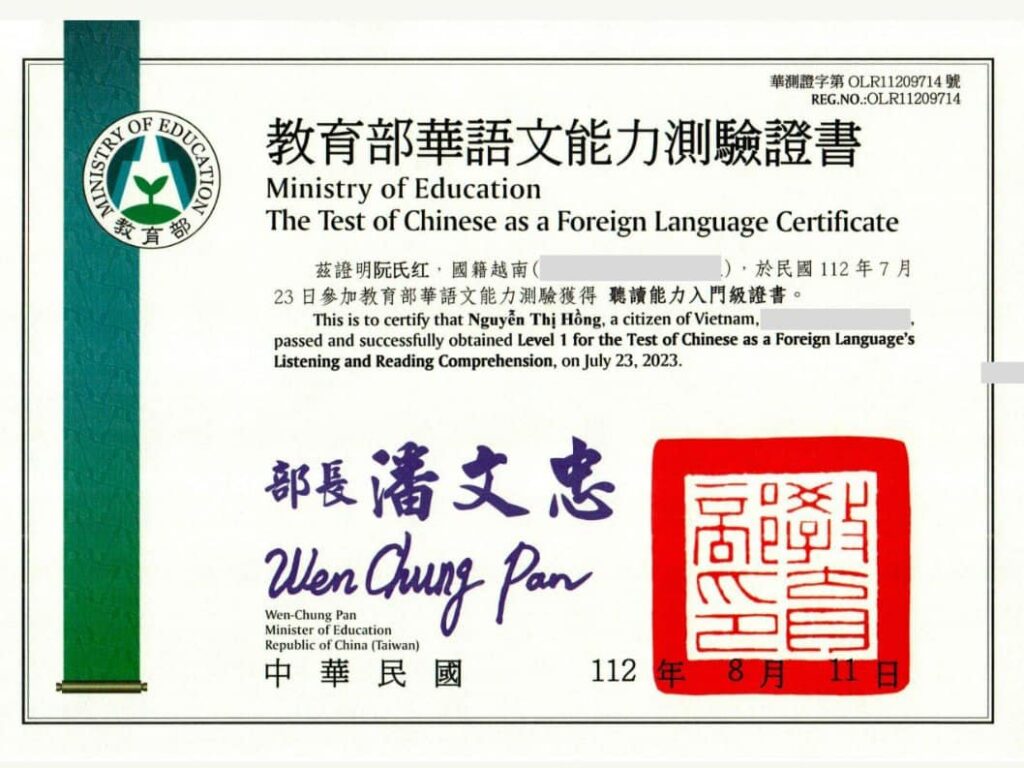 華測證字第 OLR11209714 號
REG.NO.:OLR11209714
MINISTRY OF EDUCATION
教育部
教育部華語文能力測驗證書
Ministry of Education
The Test of Chinese as a Foreign Language Certificate
茲證明阮氏红，國籍越南( )，於民國 112 年 7 月
23 日參加教育部華語文能力測驗獲得 聽讀能力入門級證書。
This is to certify that Nguyễn Thị Hồng, a citizen of Vietnam, ,
passed and successfully obtained Level 1 for the Test of Chinese as a Foreign Language's
Listening and Reading Comprehension, on July 23, 2023.
部長 潘文忠
教育部印
Wen Chung Pan
Wen-Chung Pan
Minister of Education
Republic of China (Taiwan)
中華民國 112 年 8 月 11 日